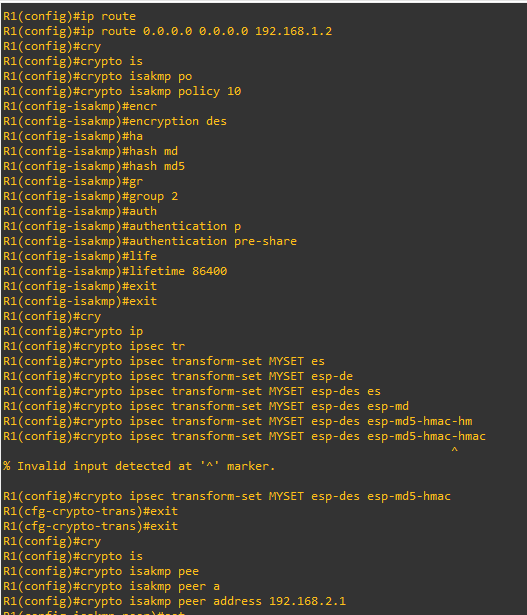 R1(config)#ip route
R1(config)#ip route 0.0.0.0 0.0.0.0 192.168.1.2
R1(config)#cry
R1(config)#crypto is
R1(config)#crypto isakmp po
R1(config)#crypto isakmp policy 10
R1(config-isakmp)#encr
R1(config-isakmp)#encryption des
R1(config-isakmp)#ha
R1(config-isakmp)#hash md
R1(config-isakmp)#hash md5
R1(config-isakmp)#gr
R1(config-isakmp)#group 2
R1(config-isakmp)#auth
R1(config-isakmp)#authentication p
R1(config-isakmp)#authentication pre-share
R1(config-isakmp)#life
R1(config-isakmp)#lifetime 86400
R1(config-isakmp)#exit
R1(config-isakmp)#exit
R1(config)#cry
R1(config)#crypto ip
R1(config)#crypto ipsec tr
R1(config)#crypto ipsec transform-set MYSET es
R1(config)#crypto ipsec transform-set MYSET esp-de
R1(config)#crypto ipsec transform-set MYSET esp-des es
R1(config)#crypto ipsec transform-set MYSET esp-des esp-md
R1(config)#crypto ipsec transform-set MYSET esp-des esp-md5-hmac-hm
R1(config)#crypto ipsec transform-set MYSET esp-des esp-md5-hmac-hmac
^
% Invalid input detected at '^' marker.
R1(config)#crypto ipsec transform-set MYSET esp-des esp-md5-hmac
R1(cfg-crypto-trans)#exit
R1(cfg-crypto-trans)#exit
R1(config)#cry
R1(config)#crypto is
R1(config)#crypto isakmp pee
R1(config)#crypto isakmp peer a
R1(config)#crypto isakmp peer address 192.168.2.1